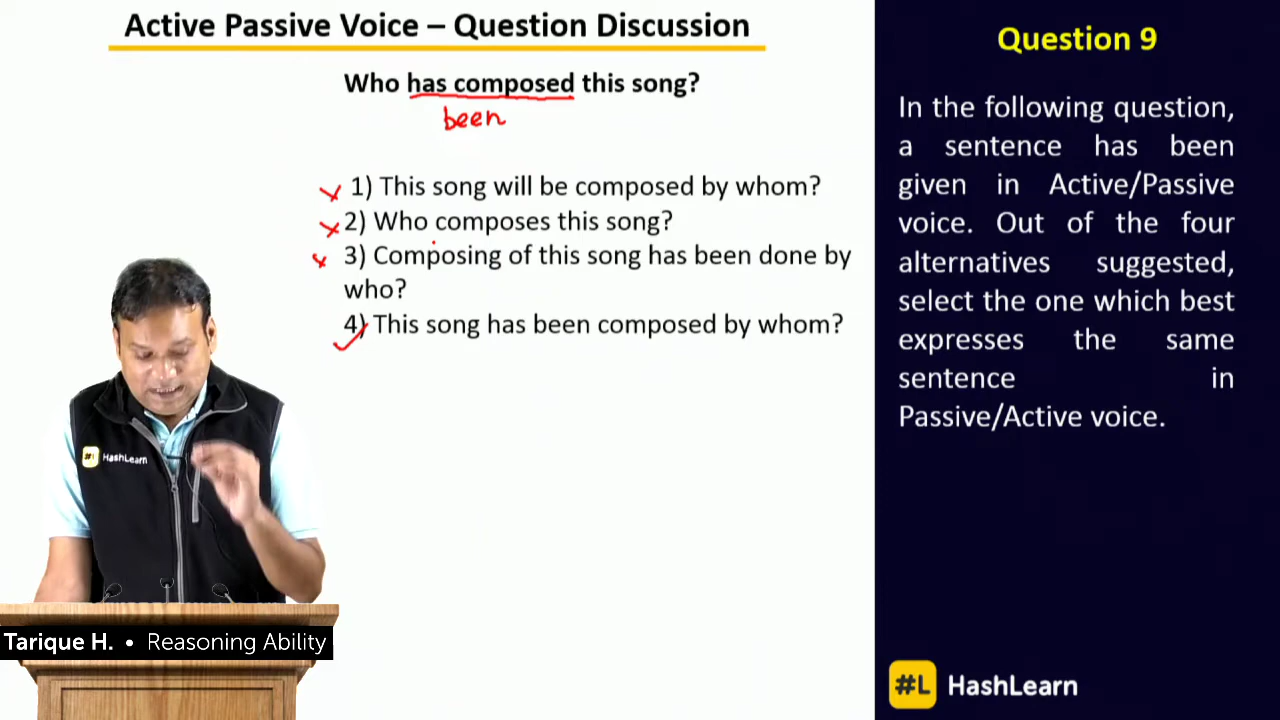 Active Passive Voice – Question Discussion
Who has composed this song?
been
1) This song will be composed by whom?
2) Who composes this song?
3) Composing of this song has been done by
who?
4) This song has been composed by whom?
Question 9
In the following question,
a sentence has been
given in Active/Passive
voice. Out of the four
alternatives suggested,
select the one which best
expresses the same
sentence in
Passive/Active voice.
#L HashLearn
Tarique H. • Reasoning Ability
#L HashLearn